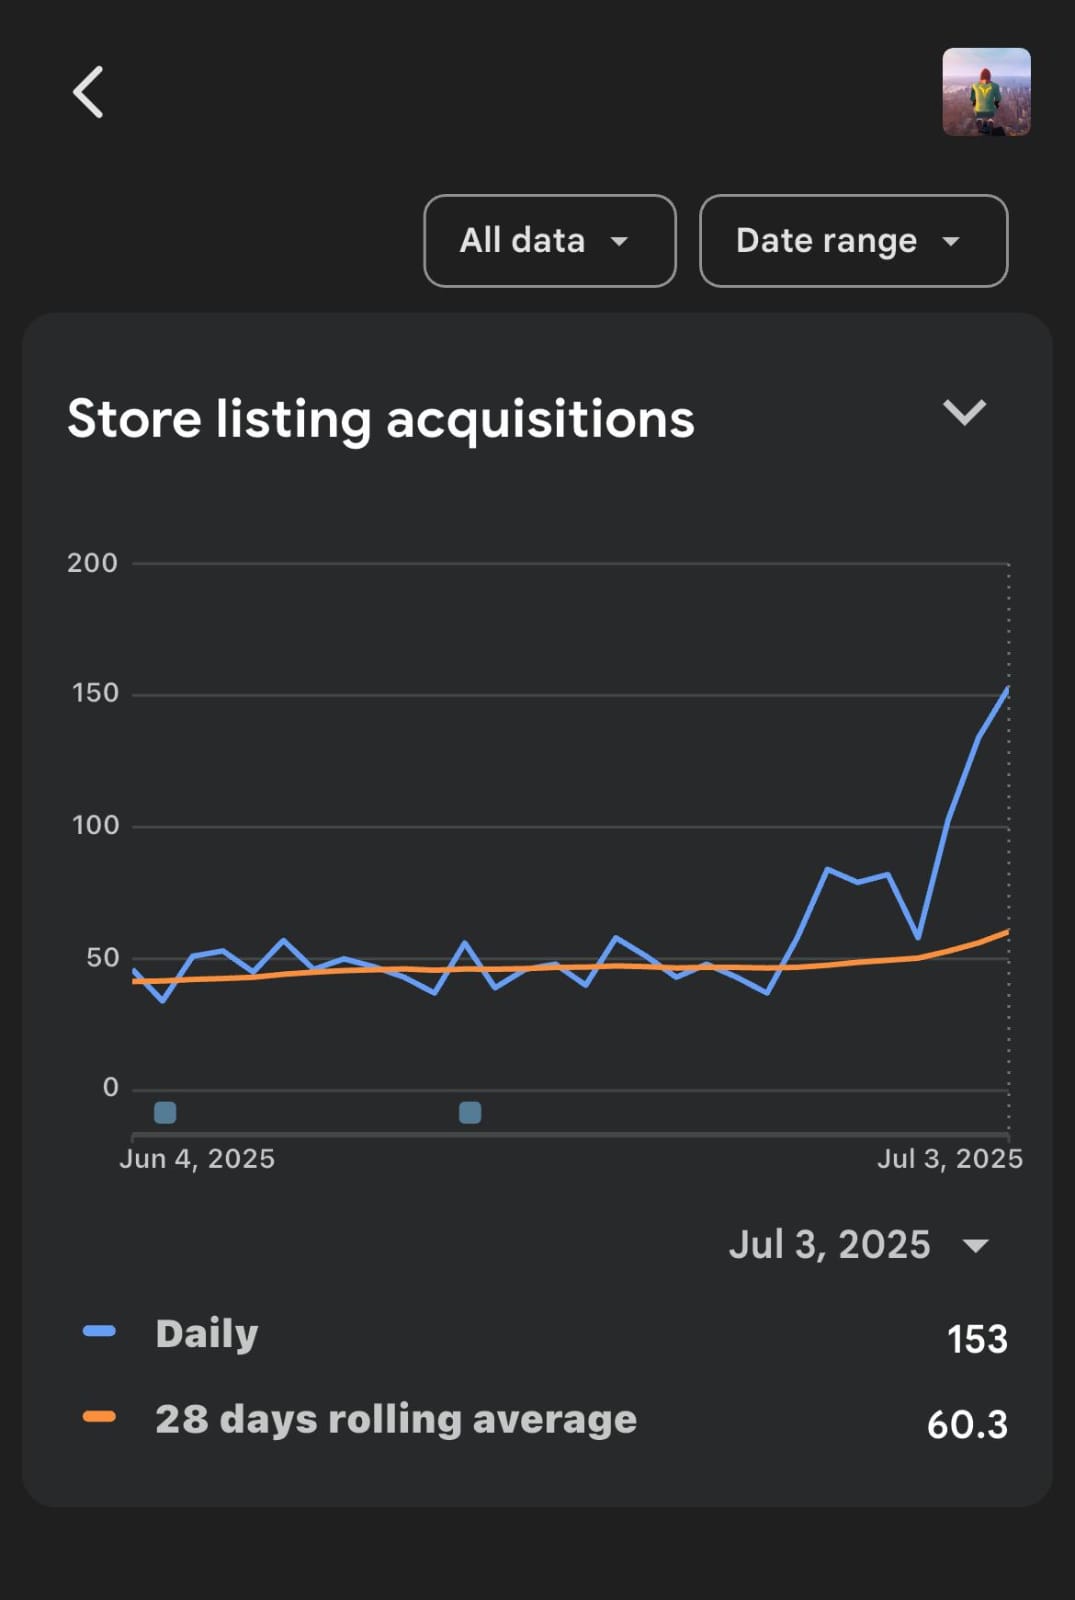 All data
Date range
Store listing acquisitions
200
150
100
50
0
Jun 4, 2025
Jul 3, 2025
Jul 3, 2025
Daily
153
28 days rolling average
60.3